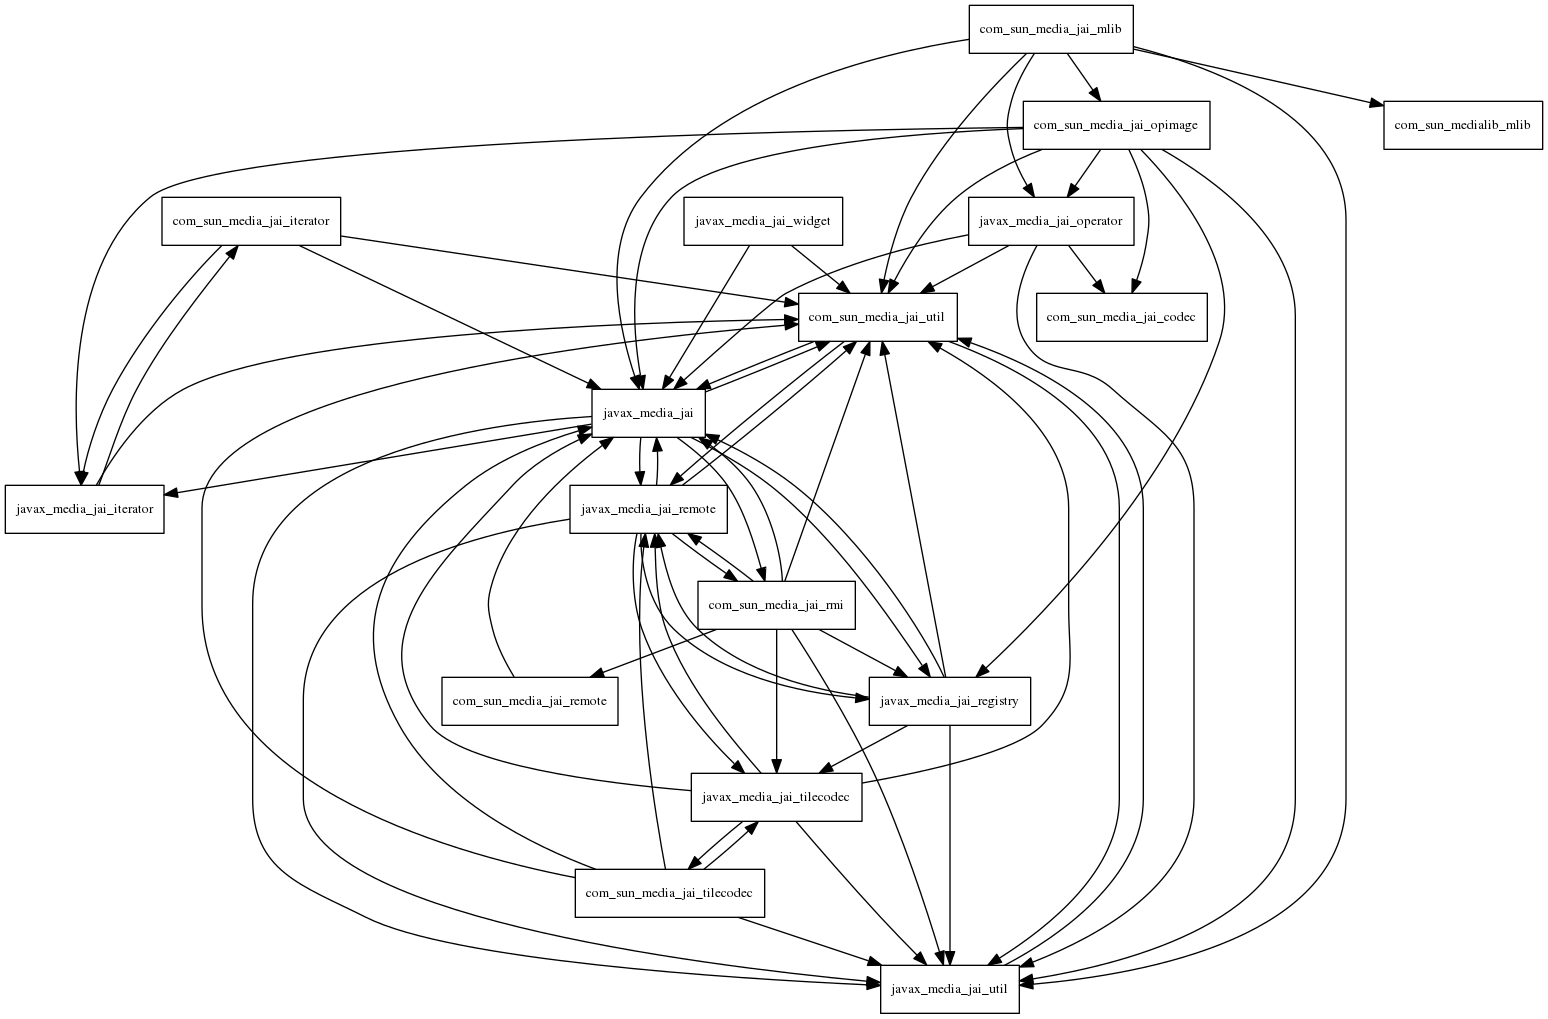 com_sun_media_jai_mlib
com_sun_media_jai_opimage
com_sun_medialib_mlib
com_sun_media_jai_iterator
javax_media_jai_widget
javax_media_jai_operator
com_sun_media_jai_util
com_sun_media_jai_codec
javax_media_jai
javax_media_jai_iterator
javax_media_jai_remote
com_sun_media_jai_rmi
com_sun_media_jai_remote
javax_media_jai_registry
javax_media_jai_tilecodec
com_sun_media_jai_tilecodec
javax_media_jai_util